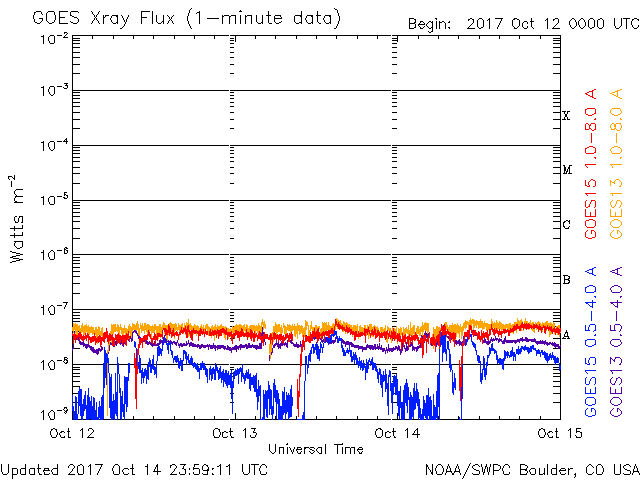 GOES Xray Flux (1-minute data)
Begin: 2017 Oct 12 0000 UTC
10⁻²
10⁻³
10⁻⁴
10⁻⁵
10⁻⁶
10⁻⁷
10⁻⁸
10⁻⁹
Watts m⁻²
X
M
C
B
A
GOES15 1.0-8.0 A
GOES13 1.0-8.0 A
GOES15 0.5-4.0 A
GOES13 0.5-4.0 A
Oct 12 Oct 13 Oct 14 Oct 15
Universal Time
Updated 2017 Oct 14 23:59:11 UTC
NOAA/SWPC Boulder, CO USA